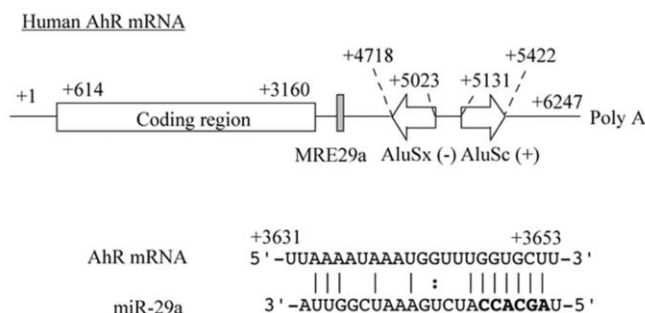 Human AhR mRNA
+4718 +5422
+5023 +5131
+1 +614 +3160 +6247
Coding region Poly A
MRE29a AluSx (-) AluSc (+)
+3631 +3653
AhR mRNA 5'-UUAAAAUAAAUGGUUUGGUGCUU-3'
miR-29a 3'-AUUGGCUAAAGUCUACCACGAU-5'